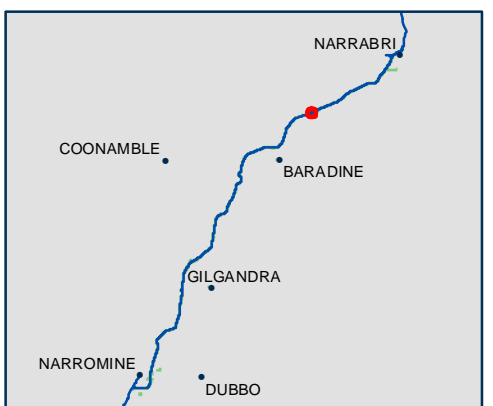 NARRABRI
COONAMBLE
BARADINE
GILGANDRA
NARROMINE
DUBBO